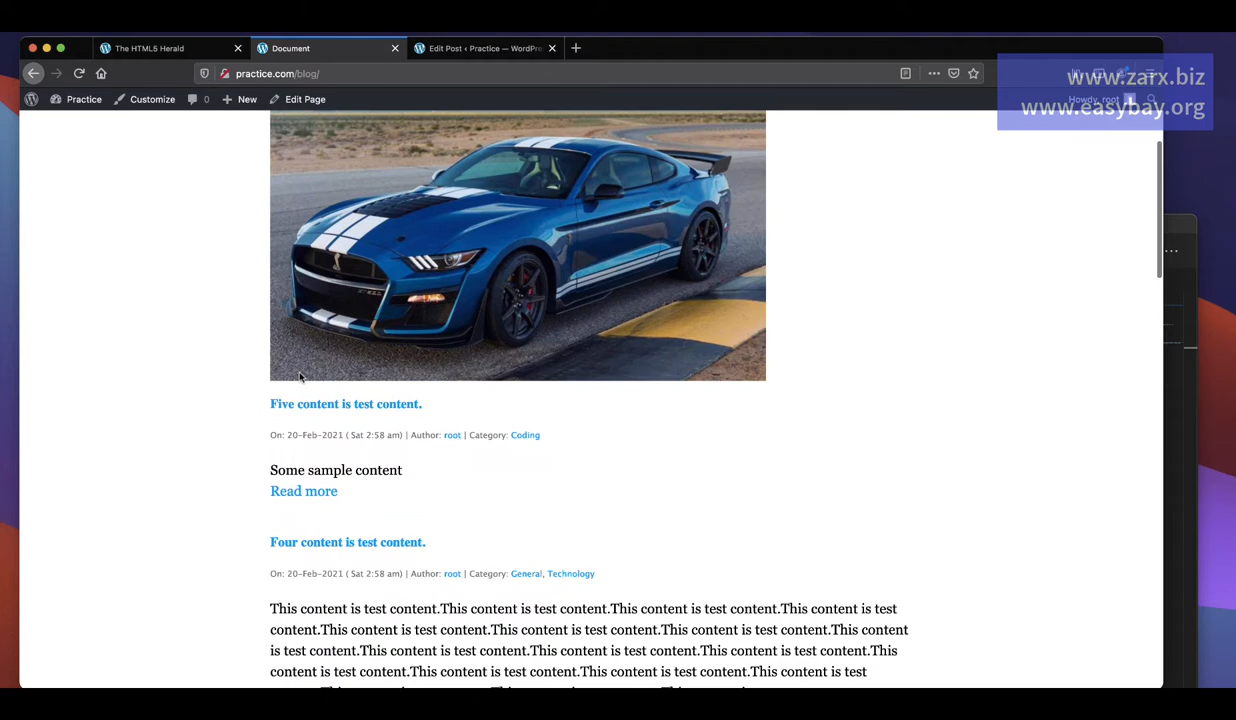 The HTML5 Herald
Document
Edit Post ‹ Practice — WordPre
practice.com/blog/
www.zarx.biz
www.easybay.org
Practice
Customize
0
New
Edit Page
Howdy, root
Five content is test content.
On: 20-Feb-2021 ( Sat 2:58 am) | Author: root | Category: Coding
Some sample content
Read more
Four content is test content.
On: 20-Feb-2021 ( Sat 2:58 am) | Author: root | Category: General, Technology
This content is test content.This content is test content.This content is test content.This content is test
content.This content is test content.This content is test content.This content is test content.This content
is test content.This content is test content.This content is test content.This content is test content.This
content is test content.This content is test content.This content is test content.This content is test